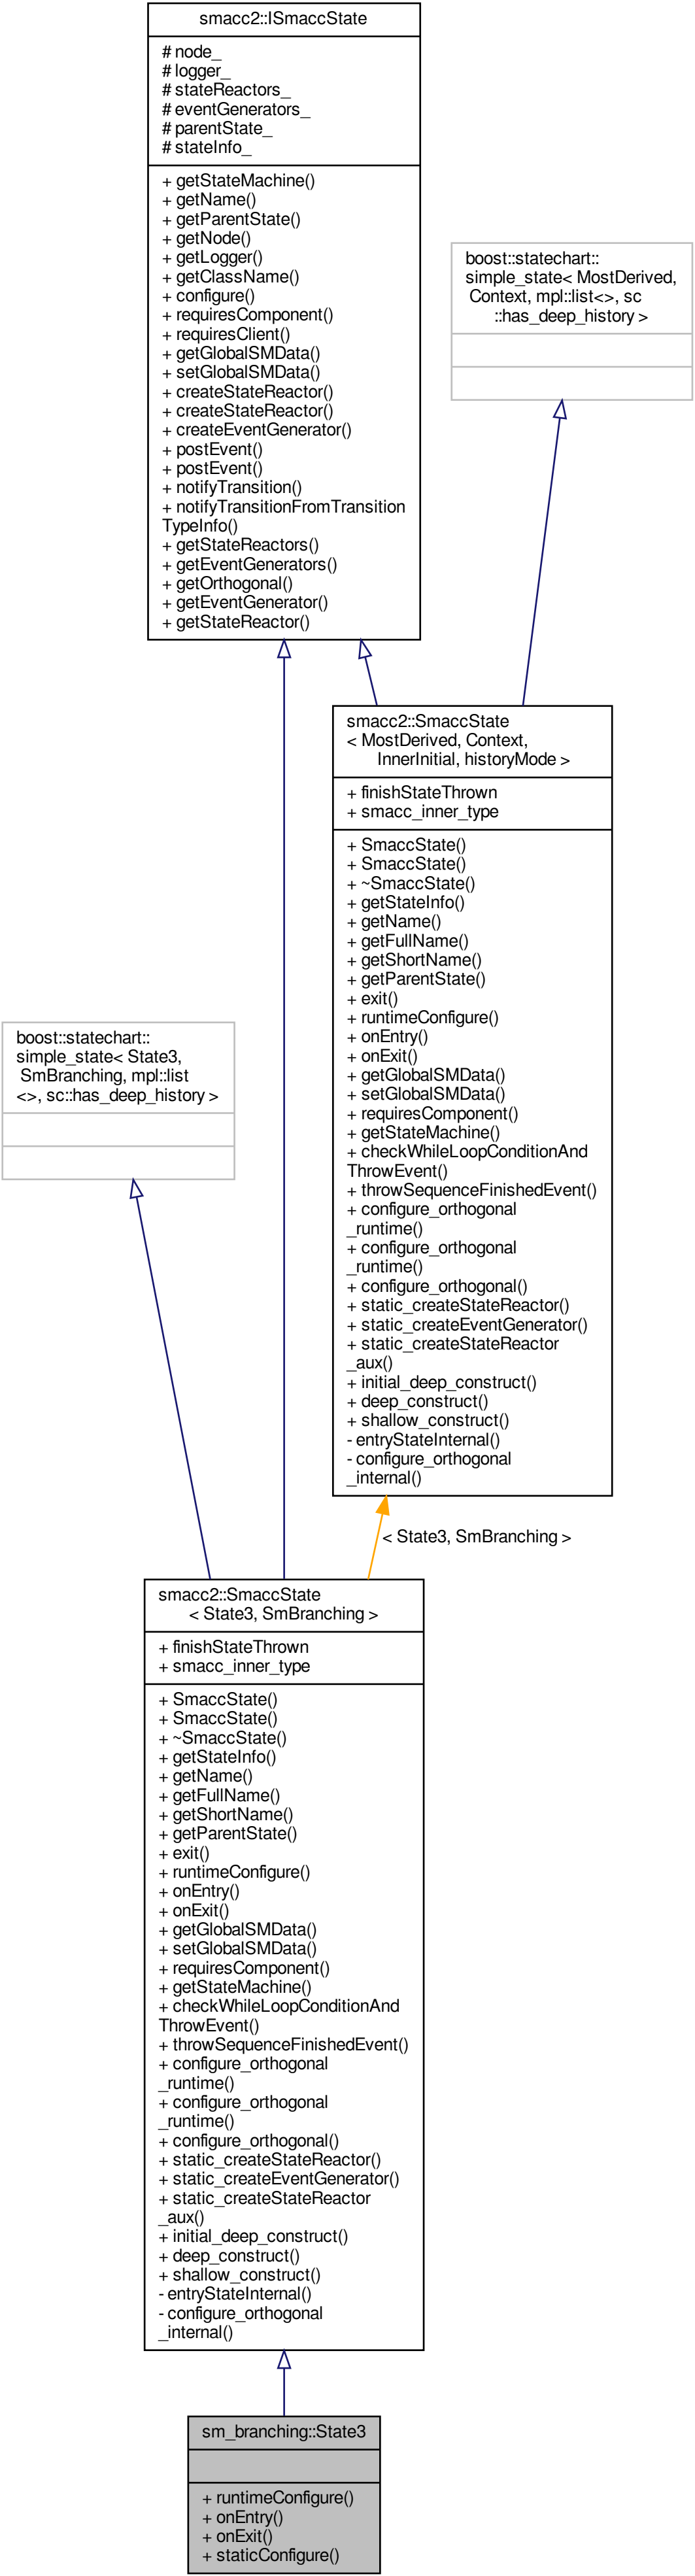 smacc2::ISmaccState
# node_
# logger_
# stateReactors_
# eventGenerators_
# parentState_
# stateInfo_
+ getStateMachine()
+ getName()
+ getParentState()
+ getNode()
+ getLogger()
+ getClassName()
+ configure()
+ requiresComponent()
+ requiresClient()
+ getGlobalSMData()
+ setGlobalSMData()
+ createStateReactor()
+ createStateReactor()
+ createEventGenerator()
+ postEvent()
+ postEvent()
+ notifyTransition()
+ notifyTransitionFromTransition
TypeInfo()
+ getStateReactors()
+ getEventGenerators()
+ getOrthogonal()
+ getEventGenerator()
+ getStateReactor()
boost::statechart::
simple_state< MostDerived,
Context, mpl::list<>, sc
::has_deep_history >
smacc2::SmaccState
< MostDerived, Context,
InnerInitial, historyMode >
+ finishStateThrown
+ smacc_inner_type
+ SmaccState()
+ SmaccState()
+ ~SmaccState()
+ getStateInfo()
+ getName()
+ getFullName()
+ getShortName()
+ getParentState()
+ exit()
+ runtimeConfigure()
+ onEntry()
+ onExit()
+ getGlobalSMData()
+ setGlobalSMData()
+ requiresComponent()
+ getStateMachine()
+ checkWhileLoopConditionAnd
ThrowEvent()
+ throwSequenceFinishedEvent()
+ configure_orthogonal
_runtime()
+ configure_orthogonal
_runtime()
+ configure_orthogonal()
+ static_createStateReactor()
+ static_createEventGenerator()
+ static_createStateReactor
_aux()
+ initial_deep_construct()
+ deep_construct()
+ shallow_construct()
- entryStateInternal()
- configure_orthogonal
_internal()
boost::statechart::
simple_state< State3,
SmBranching, mpl::list
<>, sc::has_deep_history >
< State3, SmBranching >
smacc2::SmaccState
< State3, SmBranching >
+ finishStateThrown
+ smacc_inner_type
+ SmaccState()
+ SmaccState()
+ ~SmaccState()
+ getStateInfo()
+ getName()
+ getFullName()
+ getShortName()
+ getParentState()
+ exit()
+ runtimeConfigure()
+ onEntry()
+ onExit()
+ getGlobalSMData()
+ setGlobalSMData()
+ requiresComponent()
+ getStateMachine()
+ checkWhileLoopConditionAnd
ThrowEvent()
+ throwSequenceFinishedEvent()
+ configure_orthogonal
_runtime()
+ configure_orthogonal
_runtime()
+ configure_orthogonal()
+ static_createStateReactor()
+ static_createEventGenerator()
+ static_createStateReactor
_aux()
+ initial_deep_construct()
+ deep_construct()
+ shallow_construct()
- entryStateInternal()
- configure_orthogonal
_internal()
sm_branching::State3
+ runtimeConfigure()
+ onEntry()
+ onExit()
+ staticConfigure()